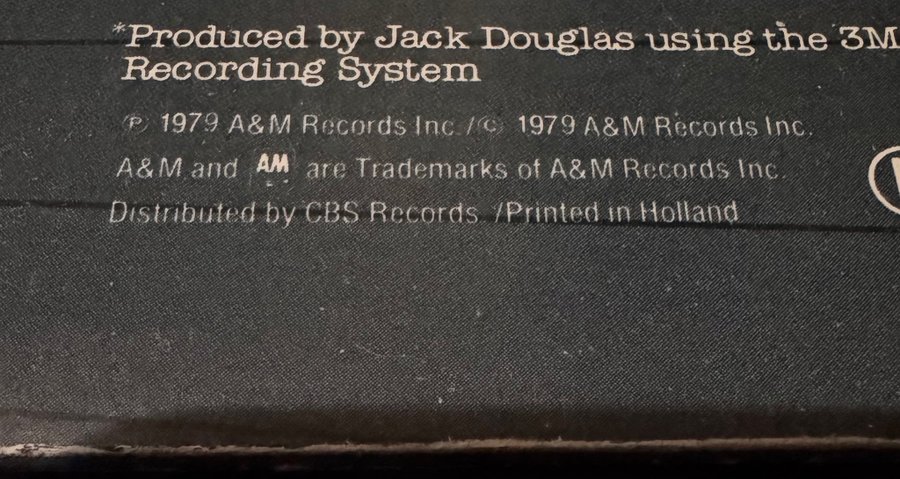 *Produced by Jack Douglas using the 3M
Recording System
℗ 1979 A&M Records Inc./© 1979 A&M Records Inc.
A&M and AM are Trademarks of A&M Records Inc.
Distributed by CBS Records /Printed in Holland